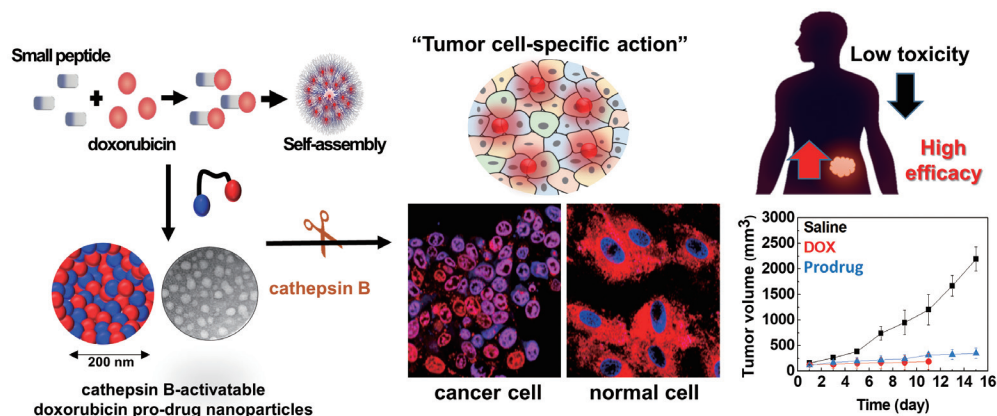 Small peptide
+
doxorubicin
Self-assembly
200 nm
cathepsin B-activatable
doxorubicin pro-drug nanoparticles
cathepsin B
“Tumor cell-specific action”
cancer cell
normal cell
Low toxicity
High
efficacy
Tumor volume (mm³)
3000
2500
2000
1500
1000
500
0
Saline
DOX
Prodrug
0 2 4 6 8 10 12 14 16
Time (day)